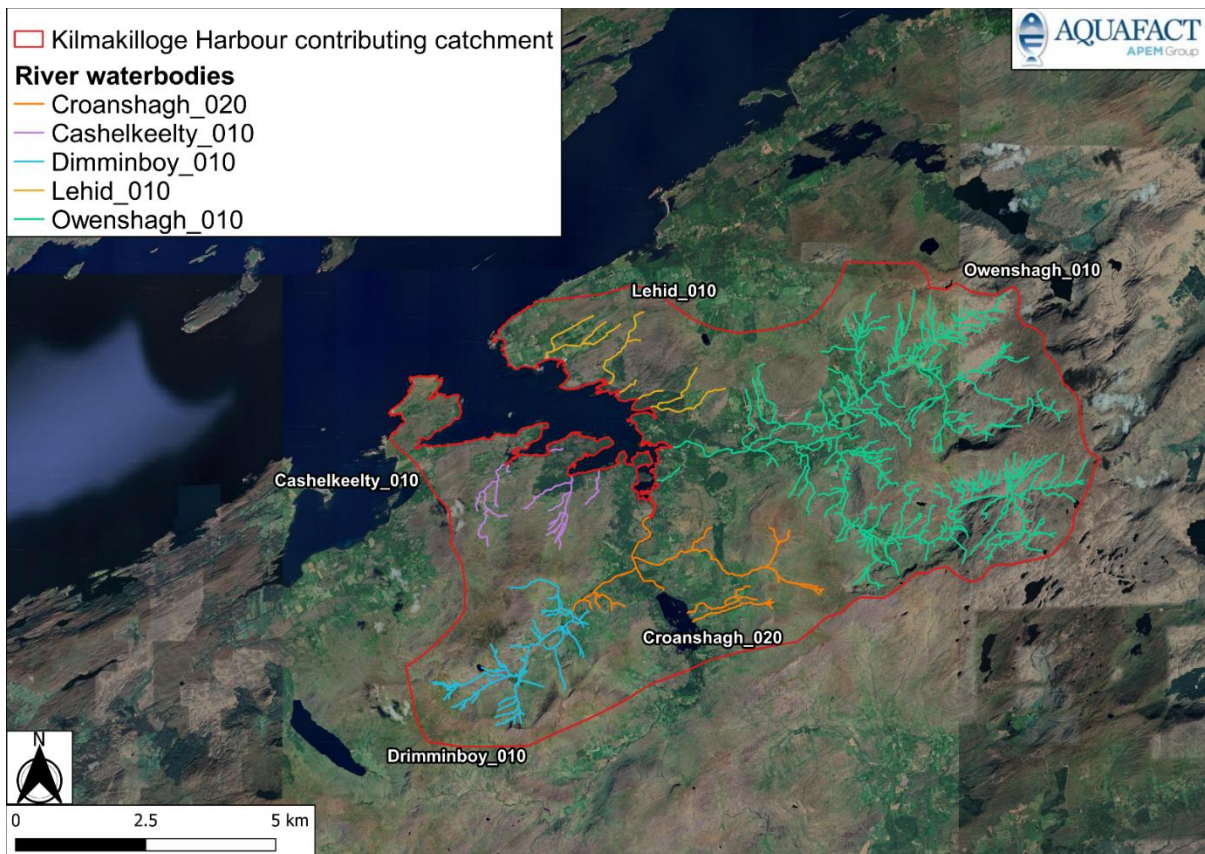 Kilmakilloge Harbour contributing catchment
River waterbodies
Croanshagh_020
Cashelkeelty_010
Dimminboy_010
Lehid_010
Owenshagh_010
AQUAFACT
APEM Group
Owenshagh_010
Lehid_010
Cashelkeelty_010
Croanshagh_020
Drimminboy_010
N
0 2.5 5 km